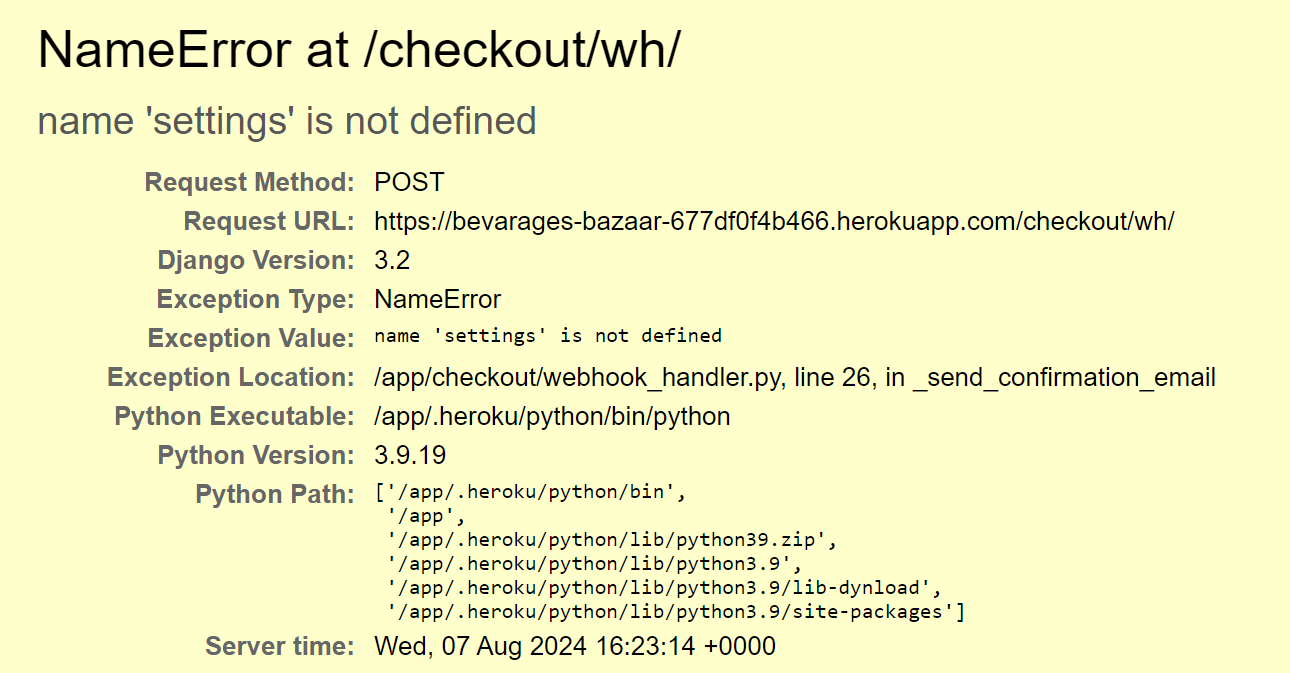 NameError at /checkout/wh/
name 'settings' is not defined
Request Method: POST
Request URL: https://bevarages-bazaar-677df0f4b466.herokuapp.com/checkout/wh/
Django Version: 3.2
Exception Type: NameError
Exception Value: name 'settings' is not defined
Exception Location: /app/checkout/webhook_handler.py, line 26, in _send_confirmation_email
Python Executable: /app/.heroku/python/bin/python
Python Version: 3.9.19
Python Path: ['/app/.heroku/python/bin',
'/app',
'/app/.heroku/python/lib/python39.zip',
'/app/.heroku/python/lib/python3.9',
'/app/.heroku/python/lib/python3.9/lib-dynload',
'/app/.heroku/python/lib/python3.9/site-packages']
Server time: Wed, 07 Aug 2024 16:23:14 +0000